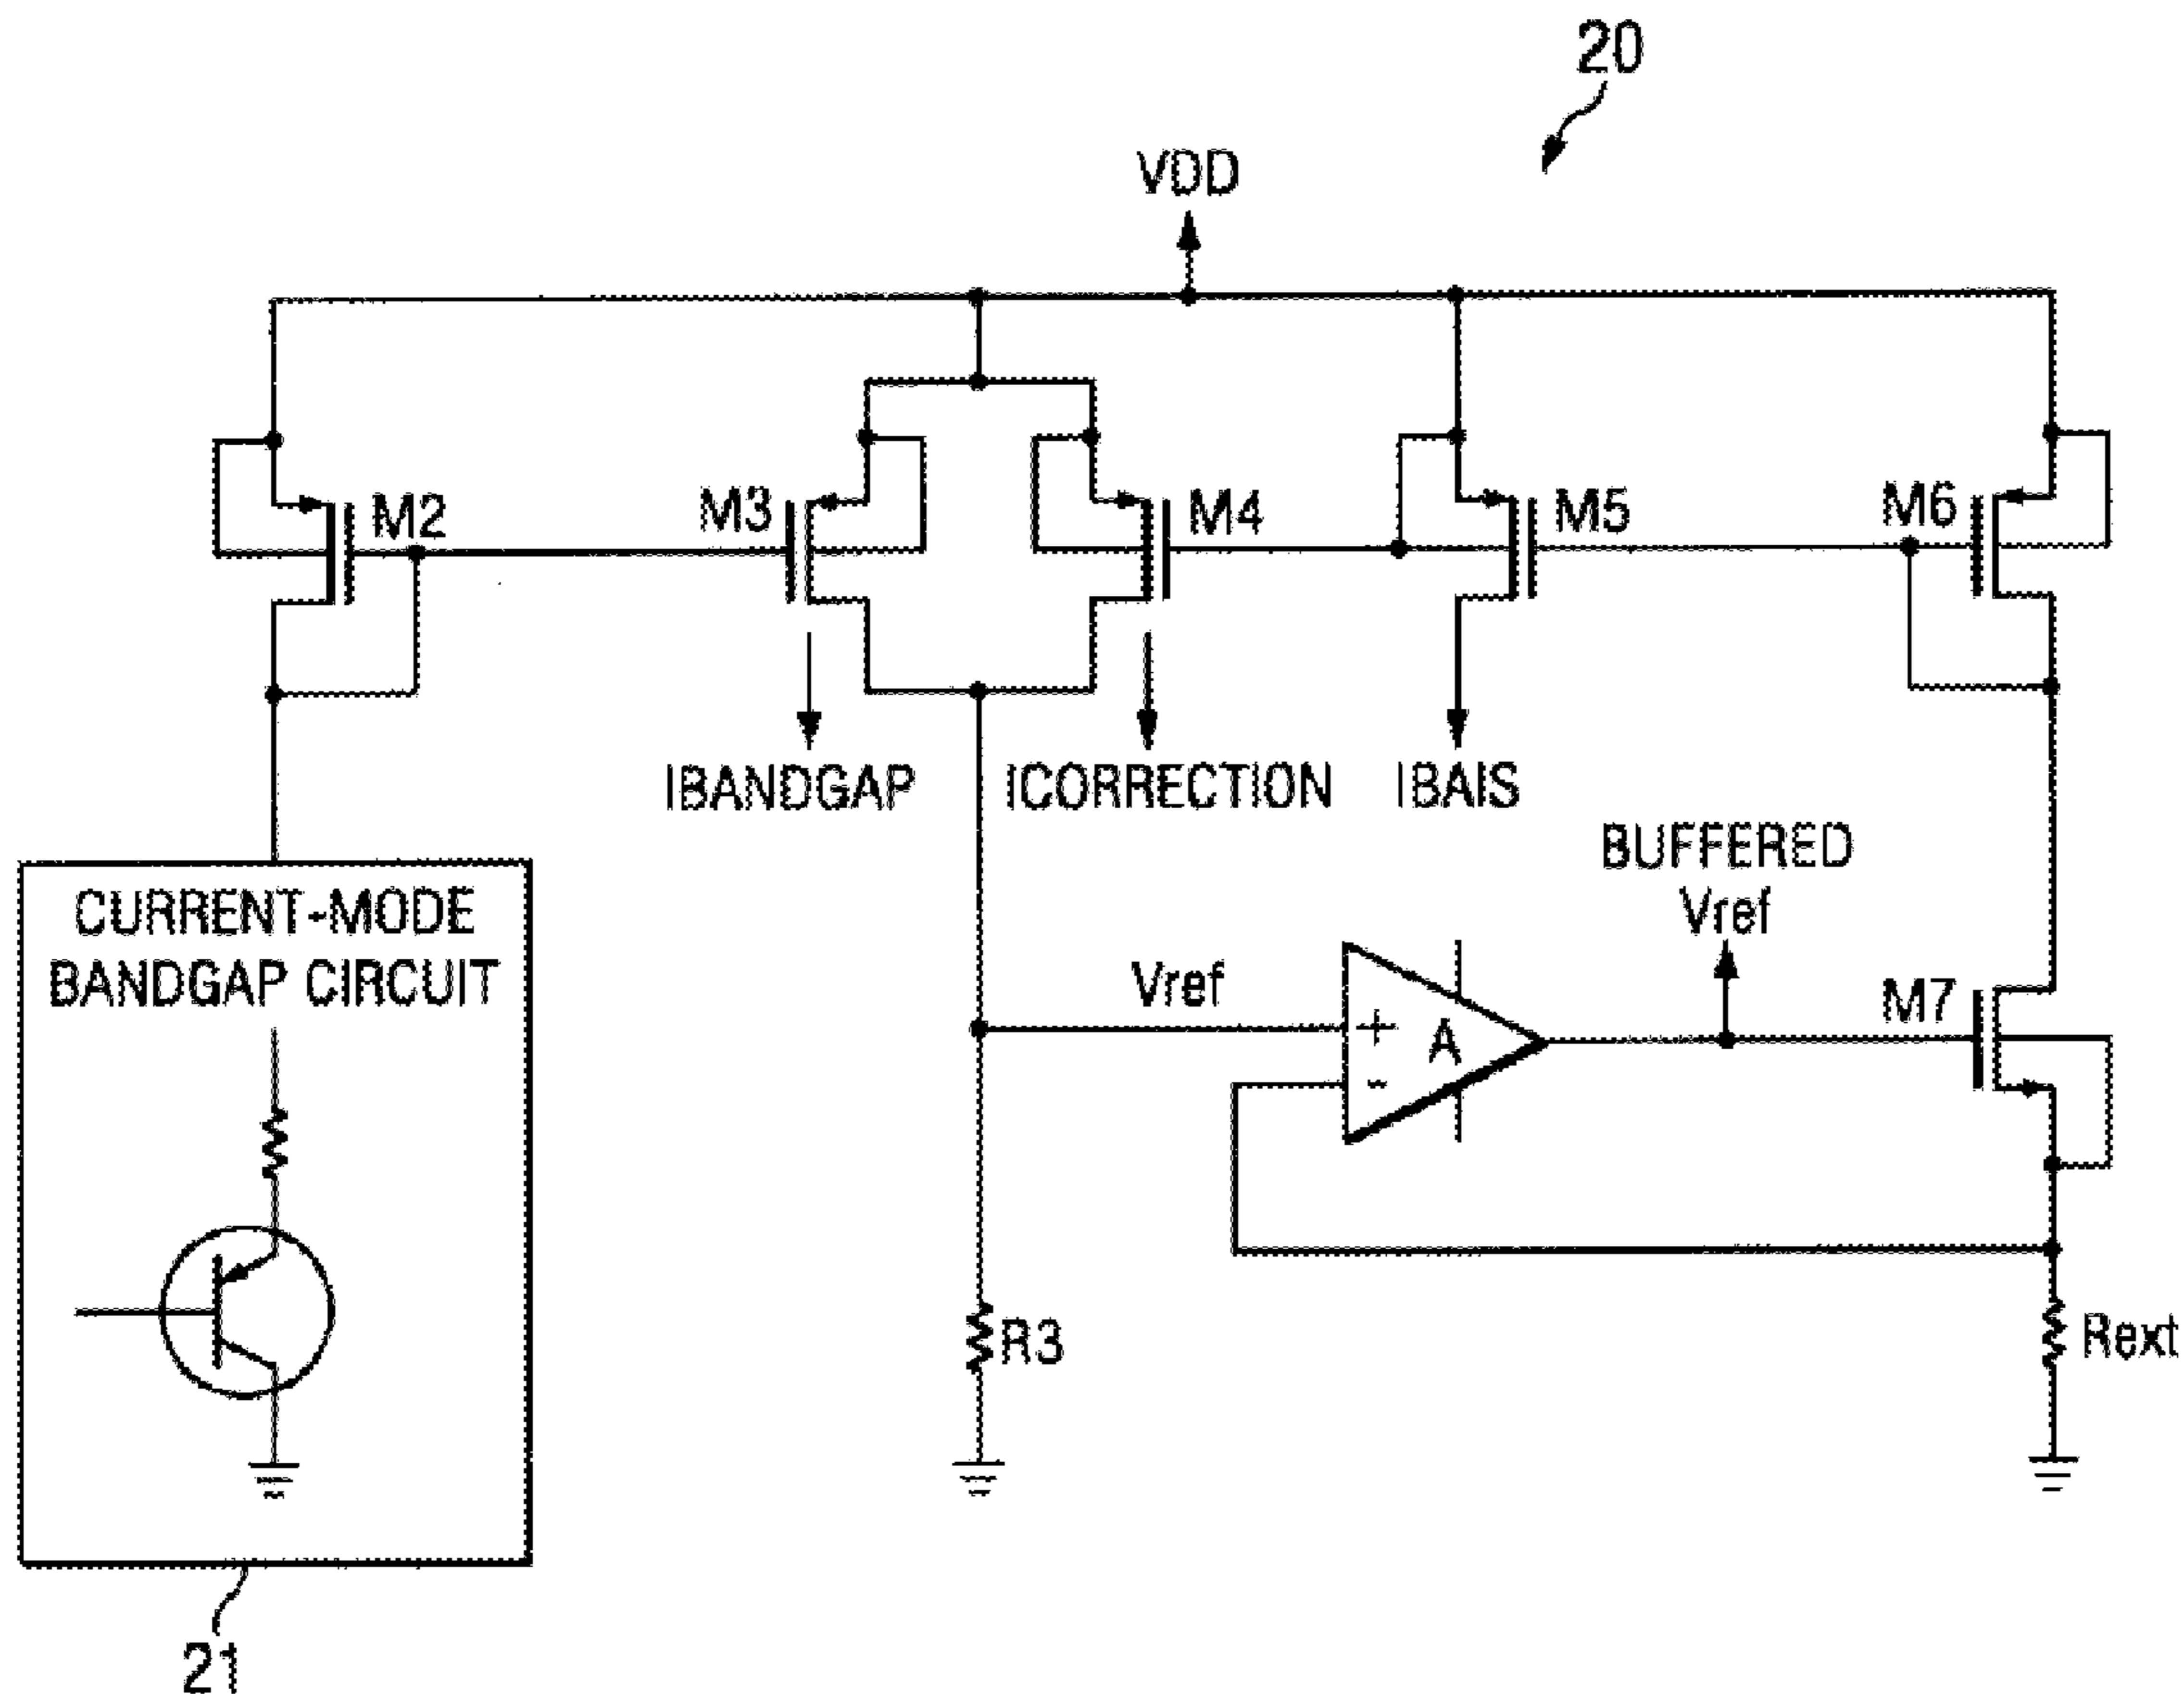 20
VDD
M2
M3
M4
M5
M6
IBANDGAP
ICORRECTION
IBAIS
BUFFERED
Vref
CURRENT-MODE
BANDGAP CIRCUIT
Vref
+
A
-
M7
R3
Rext
21